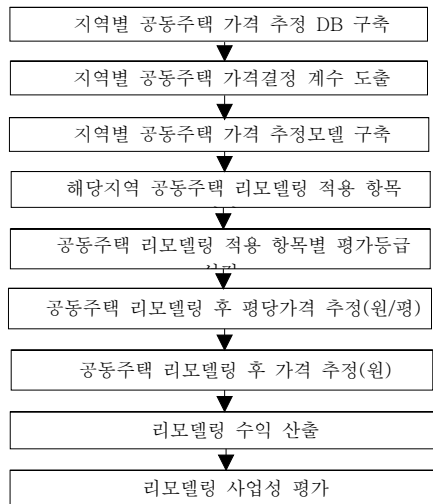 지역별 공동주택 가격 추정 DB 구축
지역별 공동주택 가격결정 계수 도출
지역별 공동주택 가격 추정모델 구축
해당지역 공동주택 리모델링 적용 항목
공동주택 리모델링 적용 항목별 평가등급
공동주택 리모델링 후 평당가격 추정(원/평)
공동주택 리모델링 후 가격 추정(원)
리모델링 수익 산출
리모델링 사업성 평가